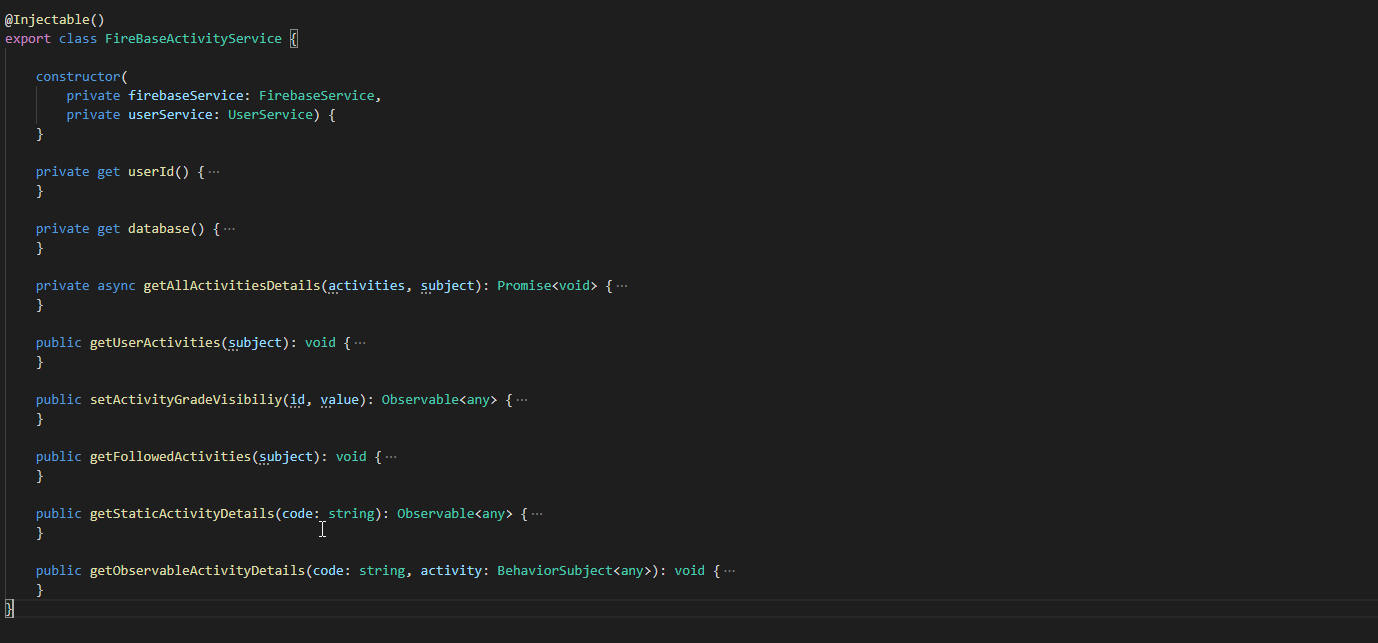 @Injectable()
export class FireBaseActivityService {
constructor(
private firebaseService: FirebaseService,
private userService: UserService) {
}
private get userId() {···
}
private get database() {···
}
private async getAllActivitiesDetails(activities, subject): Promise<void> {···
}
public getUserActivities(subject): void {···
}
public setActivityGradeVisibiliy(id, value): Observable<any> {···
}
public getFollowedActivities(subject): void {···
}
public getStaticActivityDetails(code: string): Observable<any> {···
}
public getObservableActivityDetails(code: string, activity: BehaviorSubject<any>): void {···
}
}